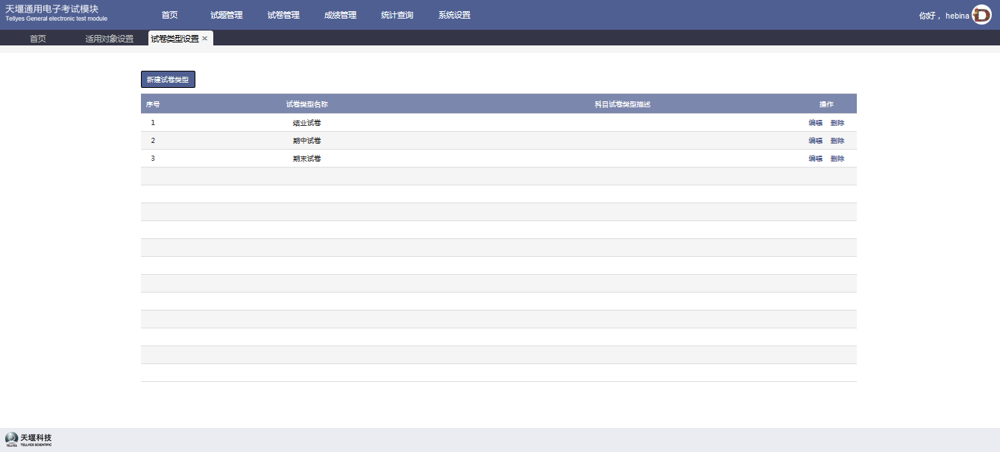 天堰通用电子考试模块
Tellyes General electronic test module
首页 试题管理 试卷管理 成绩管理 统计查询 系统设置
你好， hebina
首页 适用对象设置 试卷类型设置 ×
新建试卷类型
序号 试卷类型名称 科目试卷类型描述 操作
1 结业试卷 编辑 删除
2 期中试卷 编辑 删除
3 期末试卷 编辑 删除
天堰科技
TELLYES TELLYES SCIENTIFIC